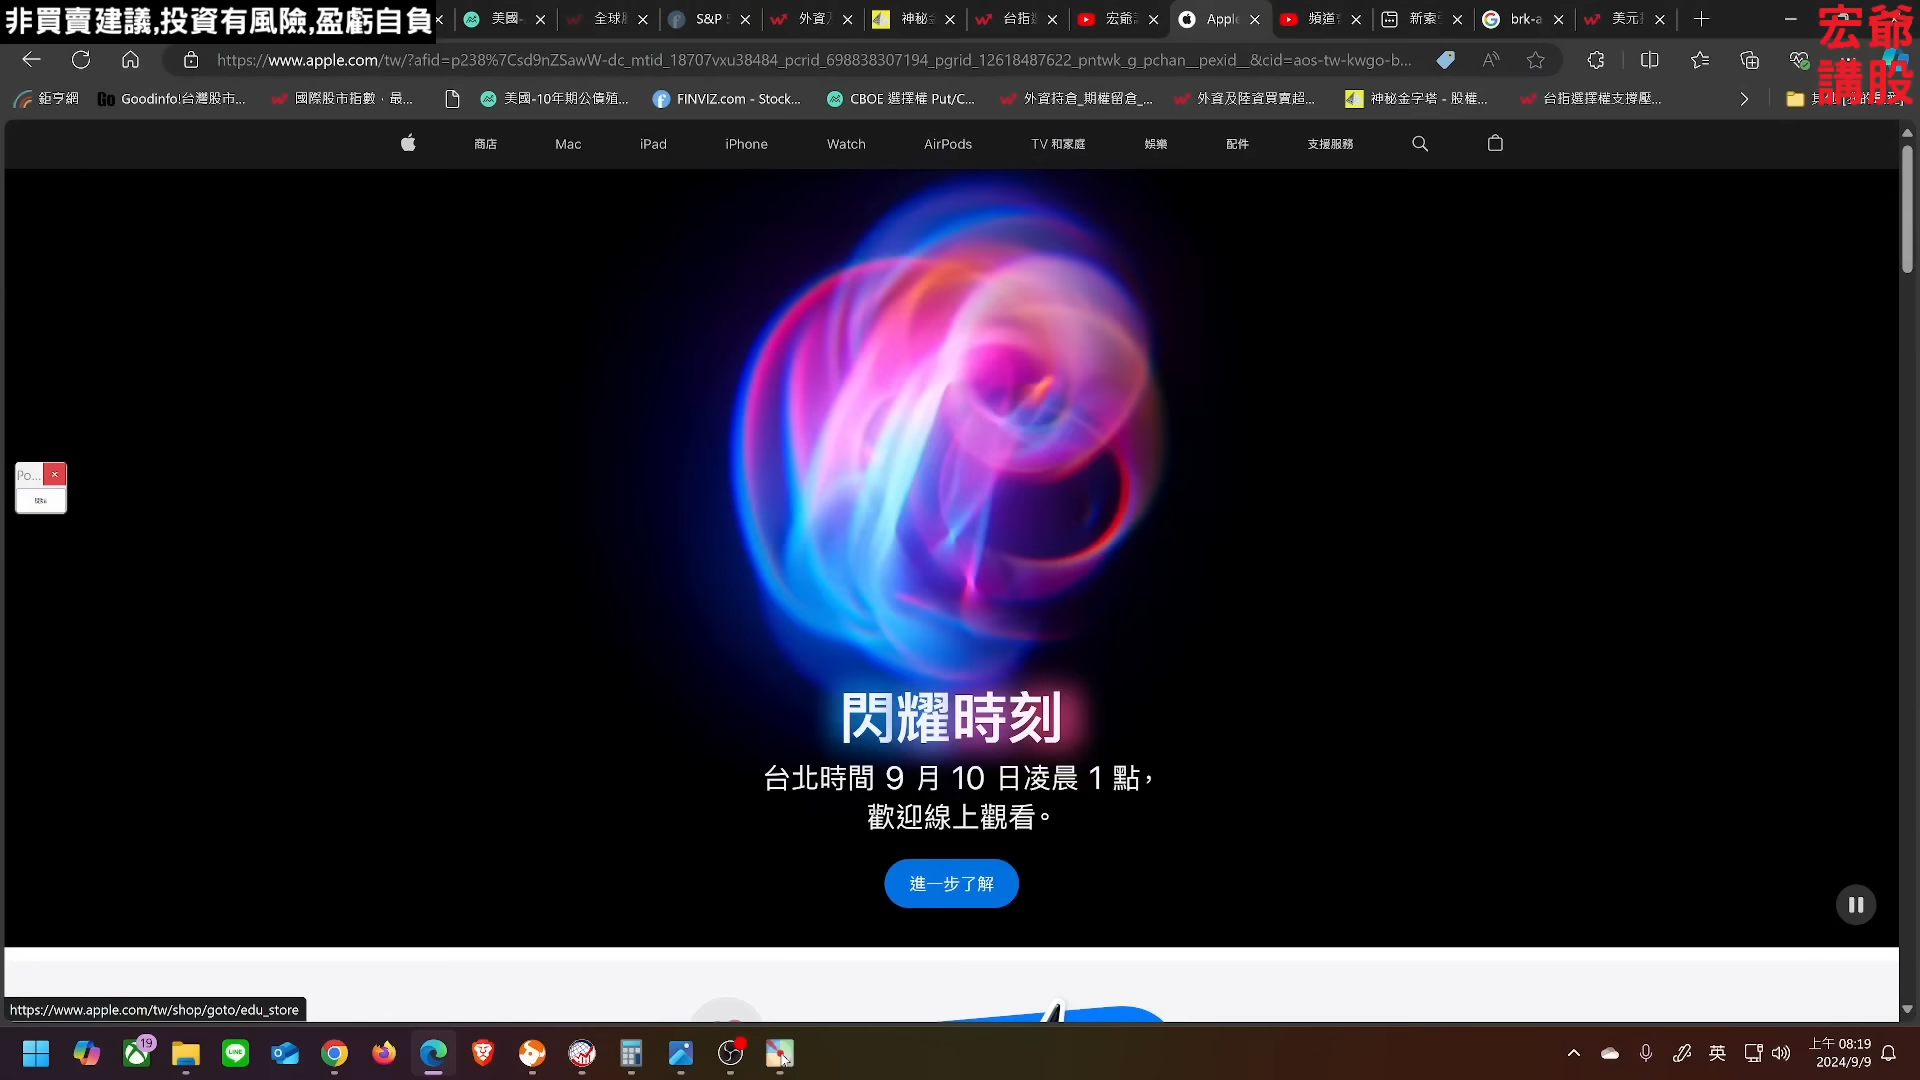 非買賣建議,投資有風險,盈虧自負
宏爺
講股
美國-
全球
S&P
外資
神秘
台指
宏爺
Apple
頻道
新索
brk-a
美元
https://www.apple.com/tw/?afid=p238%7Csd9nZSawW-dc_mtid_18707vxu38484_pcrid_698838307194_pgrid_12618487622_pntwk_g_pchan__pexid__&cid=aos-tw-kwgo-b...
鉅亨網
Goodinfo!台灣股市...
國際股市指數、最...
美國-10年期公債殖...
FINVIZ.com - Stock...
CBOE 選擇權 Put/C...
外資持倉_期權留倉_...
外資及陸資買賣超...
神秘金字塔 - 股權...
台指選擇權支撐壓...
商店
Mac
iPad
iPhone
Watch
AirPods
TV 和家庭
娛樂
配件
支援服務
Po...
閃耀時刻
台北時間 9 月 10 日凌晨 1 點,
歡迎線上觀看。
進一步了解
https://www.apple.com/tw/shop/goto/edu_store
19
LINE
英
上午 08:19
2024/9/9